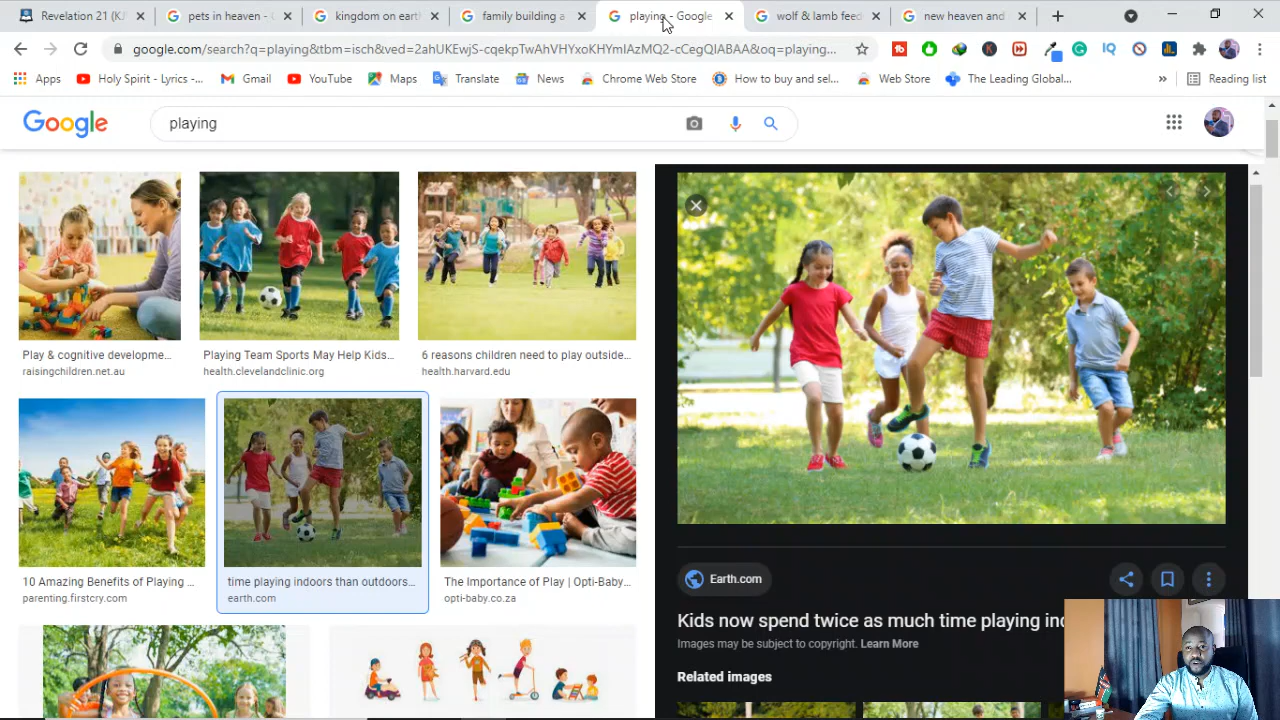 Revelation 21 (KJ
pets in heaven - G
kingdom on eart
family building a
playing - Google
wolf & lamb feed
new heaven and
google.com/search?q=playing&tbm=isch&ved=2ahUKEwjS-cqekpTwAhVHYxoKHYmIAzMQ2-cCegQIABAA&oq=playing...
Apps
Holy Spirit - Lyrics -...
Gmail
YouTube
Maps
Translate
News
Chrome Web Store
How to buy and sel...
Web Store
The Leading Global...
»
Reading list
Google
playing
Play & cognitive developme...
raisingchildren.net.au
Playing Team Sports May Help Kids...
health.clevelandclinic.org
6 reasons children need to play outside...
health.harvard.edu
10 Amazing Benefits of Playing ...
parenting.firstcry.com
time playing indoors than outdoors...
earth.com
The Importance of Play | Opti-Baby...
opti-baby.co.za
Earth.com
Kids now spend twice as much time playing in
Images may be subject to copyright. Learn More
Related images